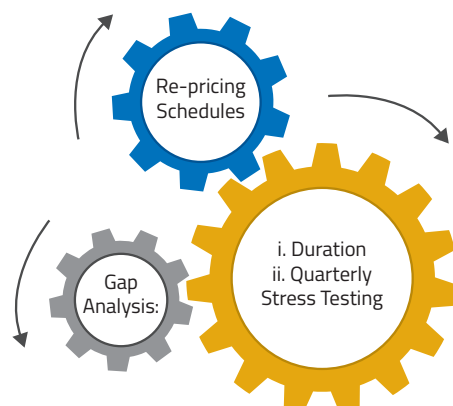 Re-pricing
Schedules
i. Duration
ii. Quarterly
Stress Testing
Gap
Analysis: